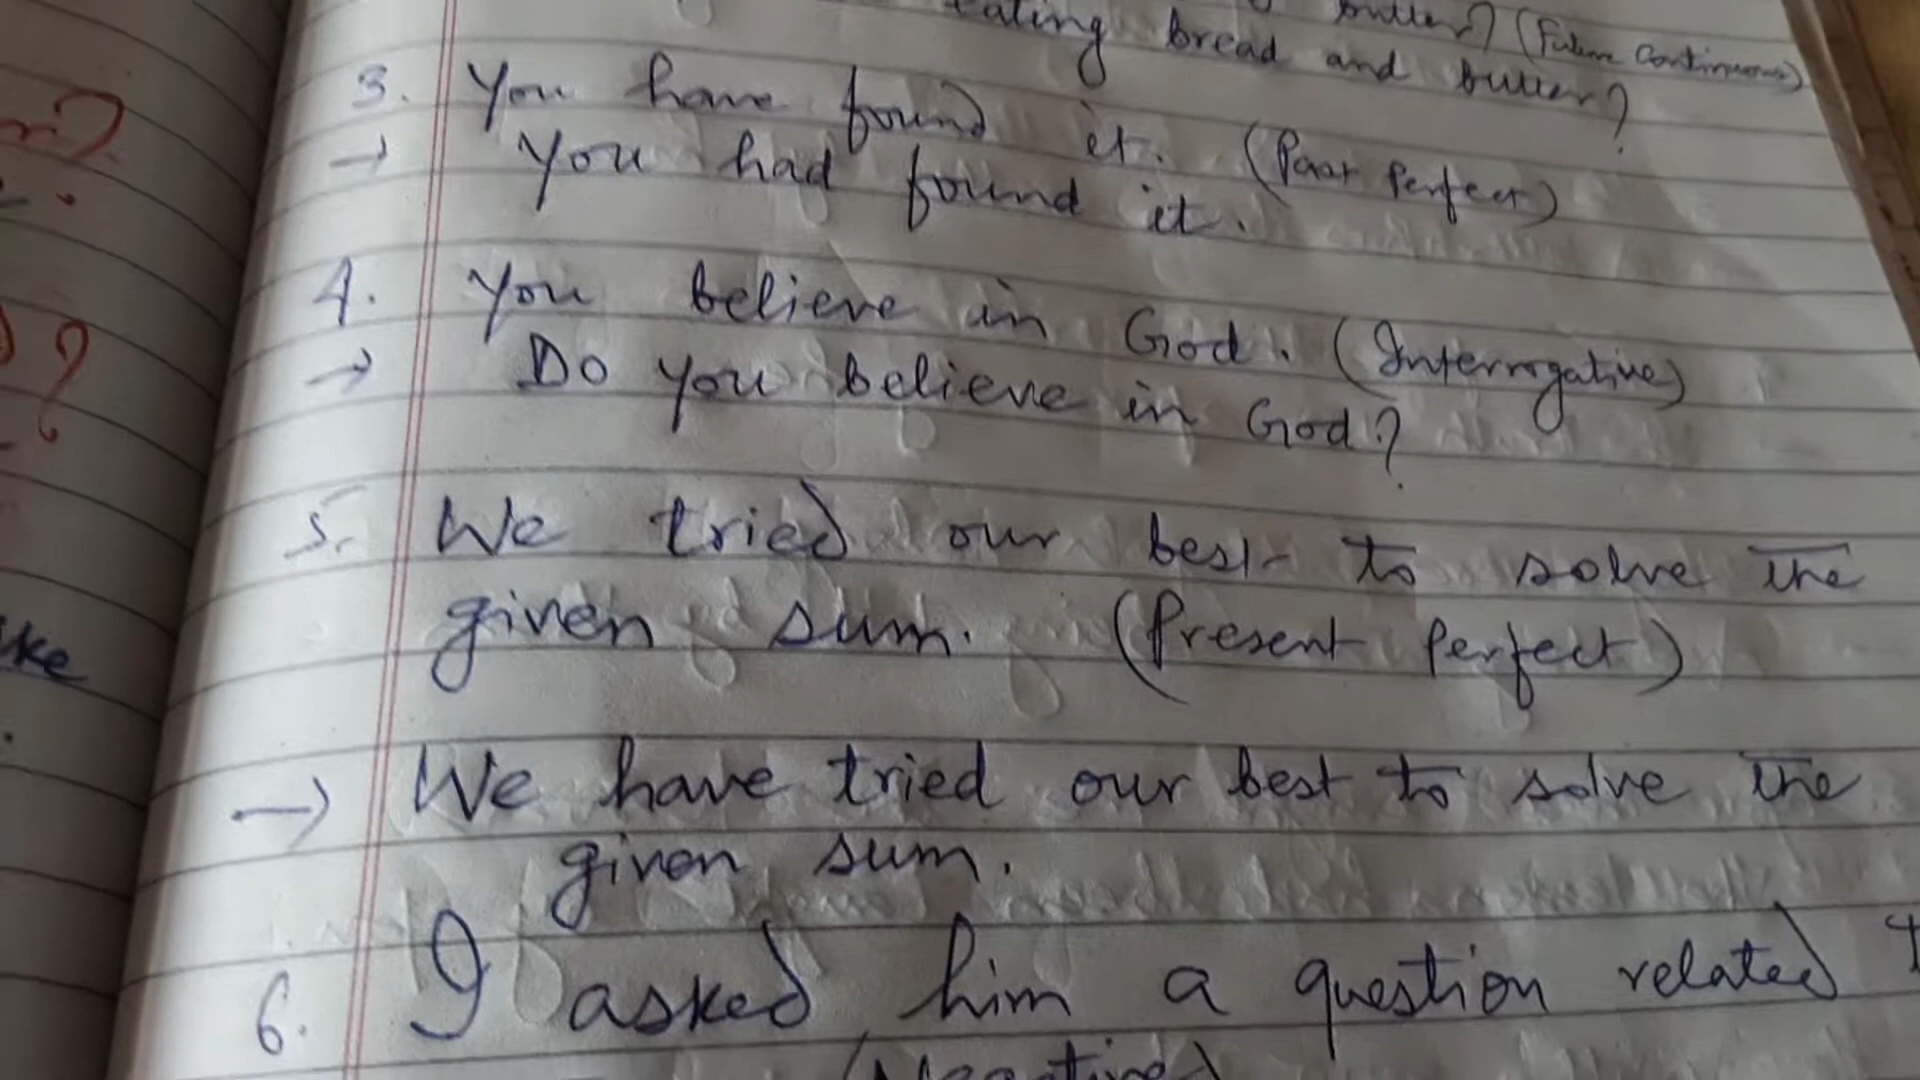 butter? (Future Continuous)
eating bread and butter?
3. You have found it. (Past Perfect)
→ You had found it.
4. You believe in God. (Interrogative)
→ Do you believe in God?
5. We tried our best to solve the
given sum. (Present Perfect)
→ We have tried our best to solve the
given sum.
6. I asked him a question related
(Negative)